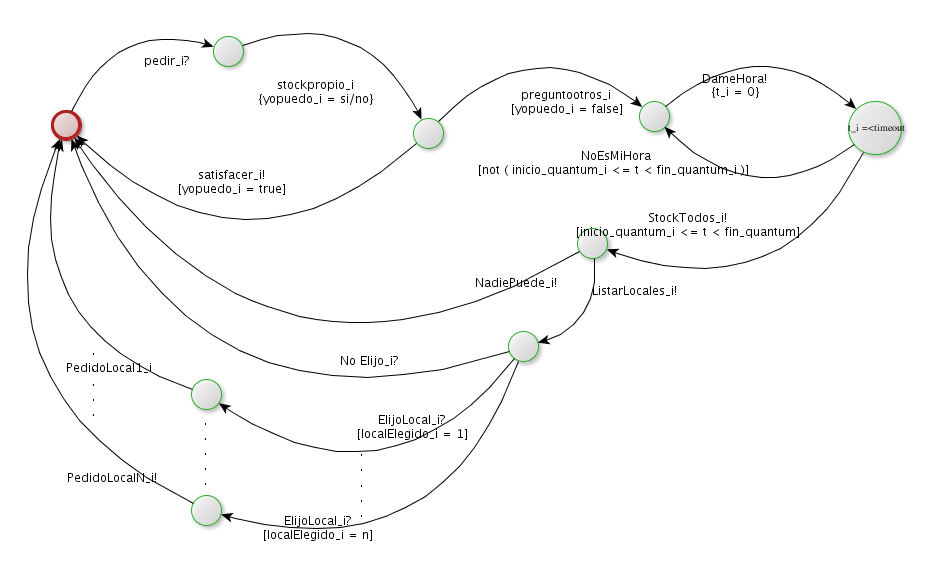 pedir_i?
stockpropio_i
{yopuedo_i = si/no}
preguntootros_i
[yopuedo_i = false]
DameHora!
{t_i = 0}
t_i =<timeout
NoEsMiHora
[not ( inicio_quantum_i <= t < fin_quantum_i )]
satisfacer_i!
[yopuedo_i = true]
StockTodos_i!
[inicio_quantum_i <= t < fin_quantum]
NadiePuede_i!
ListarLocales_i!
No Elijo_i?
PedidoLocal1_i
ElijoLocal_i?
[localElegido_i = 1]
PedidoLocalN_i!
ElijoLocal_i?
[localElegido_i = n]